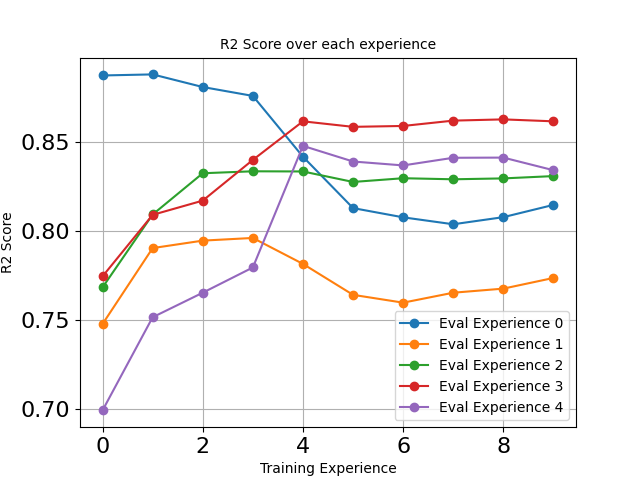 R2 Score over each experience
0.85
0.80
0.75
0.70
R2 Score
0
2
4
6
8
Training Experience
Eval Experience 0
Eval Experience 1
Eval Experience 2
Eval Experience 3
Eval Experience 4